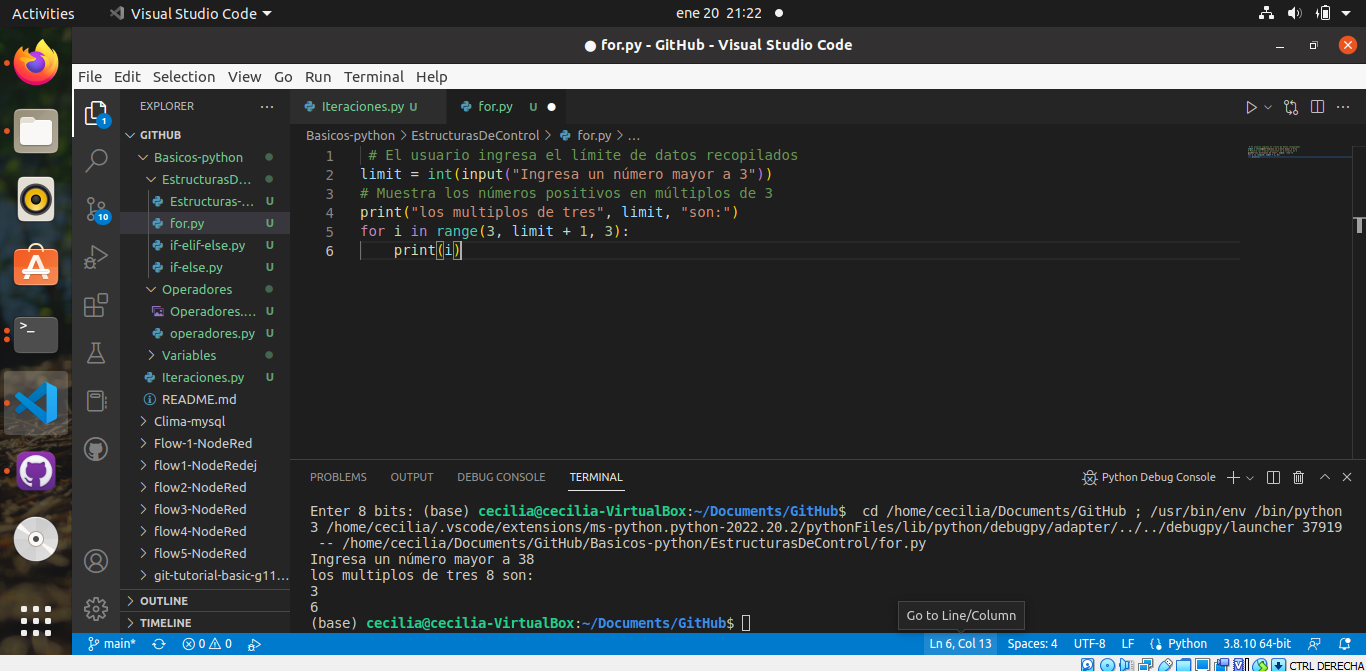 Activities Visual Studio Code ene 20 21:22
for.py - GitHub - Visual Studio Code
File Edit Selection View Go Run Terminal Help
EXPLORER
GITHUB
Basicos-python
EstructurasD...
Estructuras-... U
for.py U
if-elif-else.py U
if-else.py U
Operadores
Operadores.... U
operadores.py U
Variables
Iteraciones.py U
README.md
Clima-mysql
Flow-1-NodeRed
flow1-NodeRedej
flow2-NodeRed
flow3-NodeRed
flow4-NodeRed
flow5-NodeRed
git-tutorial-basic-g11...
OUTLINE
TIMELINE
1
10
Iteraciones.py U for.py U
Basicos-python > EstructurasDeControl > for.py > ...
1 # El usuario ingresa el límite de datos recopilados
2 limit = int(input("Ingresa un número mayor a 3"))
3 # Muestra los números positivos en múltiplos de 3
4 print("los multiplos de tres", limit, "son:")
5 for i in range(3, limit + 1, 3):
6 print(i)
PROBLEMS OUTPUT DEBUG CONSOLE TERMINAL Python Debug Console
Enter 8 bits: (base) cecilia@cecilia-VirtualBox:~/Documents/GitHub$ cd /home/cecilia/Documents/GitHub ; /usr/bin/env /bin/python
3 /home/cecilia/.vscode/extensions/ms-python.python-2022.20.2/pythonFiles/lib/python/debugpy/adapter/../../debugpy/launcher 37919
-- /home/cecilia/Documents/GitHub/Basicos-python/EstructurasDeControl/for.py
Ingresa un número mayor a 38
los multiplos de tres 8 son:
3
6
(base) cecilia@cecilia-VirtualBox:~/Documents/GitHub$
Go to Line/Column
main* 0 0 Ln 6, Col 13 Spaces: 4 UTF-8 LF Python 3.8.10 64-bit
CTRL DERECHA